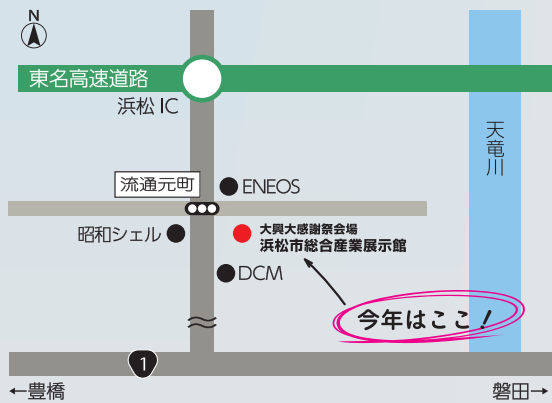 N
東名高速道路
浜松 IC
天竜川
流通元町
ENEOS
昭和シェル
大興大感謝祭会場
浜松市総合産業展示館
DCM
今年はここ!
1
←豊橋
磐田→